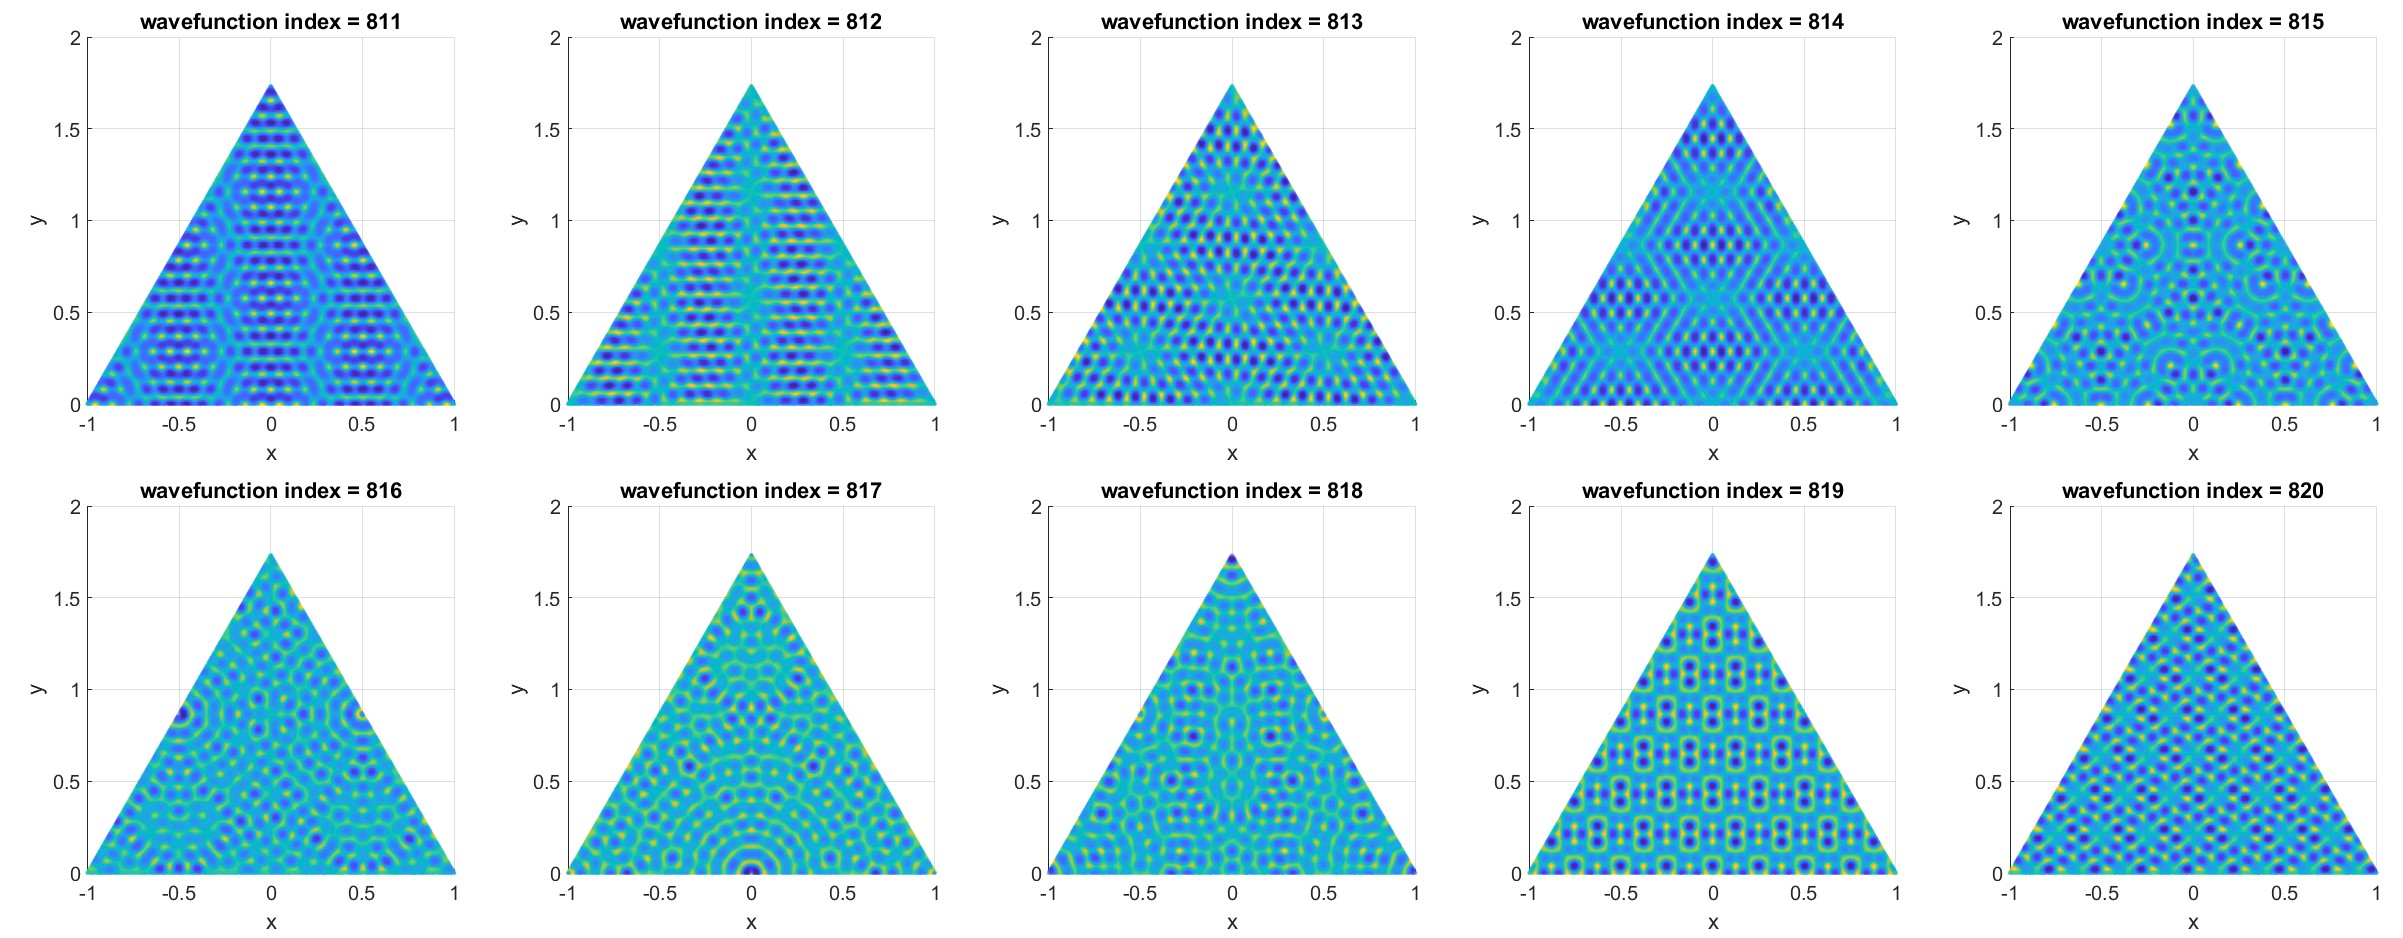 wavefunction index = 811
2
1.5
1
0.5
0
y
-1 -0.5 0 0.5 1
x
wavefunction index = 812
2
1.5
1
0.5
0
y
-1 -0.5 0 0.5 1
x
wavefunction index = 813
2
1.5
1
0.5
0
y
-1 -0.5 0 0.5 1
x
wavefunction index = 814
2
1.5
1
0.5
0
y
-1 -0.5 0 0.5 1
x
wavefunction index = 815
2
1.5
1
0.5
0
y
-1 -0.5 0 0.5 1
x
wavefunction index = 816
2
1.5
1
0.5
0
y
-1 -0.5 0 0.5 1
x
wavefunction index = 817
2
1.5
1
0.5
0
y
-1 -0.5 0 0.5 1
x
wavefunction index = 818
2
1.5
1
0.5
0
y
-1 -0.5 0 0.5 1
x
wavefunction index = 819
2
1.5
1
0.5
0
y
-1 -0.5 0 0.5 1
x
wavefunction index = 820
2
1.5
1
0.5
0
y
-1 -0.5 0 0.5 1
x